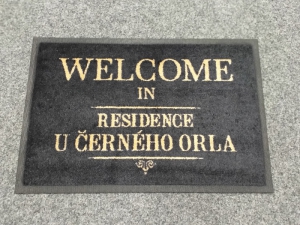 WELCOME
IN
RESIDENCE
U ČERNÉHO ORLA